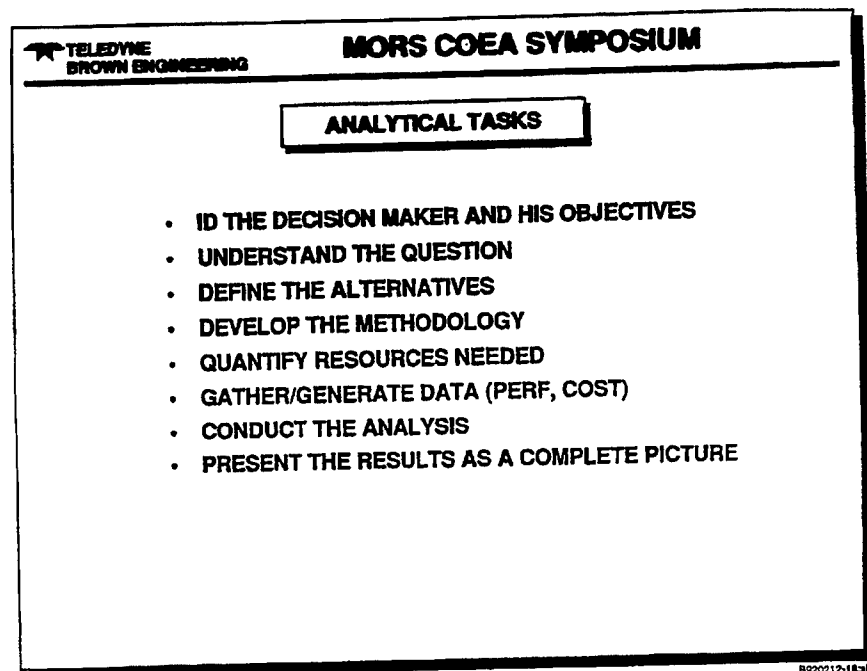 TELEDYNE
BROWN ENGINEERING
MORS COEA SYMPOSIUM
ANALYTICAL TASKS
• ID THE DECISION MAKER AND HIS OBJECTIVES
• UNDERSTAND THE QUESTION
• DEFINE THE ALTERNATIVES
• DEVELOP THE METHODOLOGY
• QUANTIFY RESOURCES NEEDED
• GATHER/GENERATE DATA (PERF, COST)
• CONDUCT THE ANALYSIS
• PRESENT THE RESULTS AS A COMPLETE PICTURE